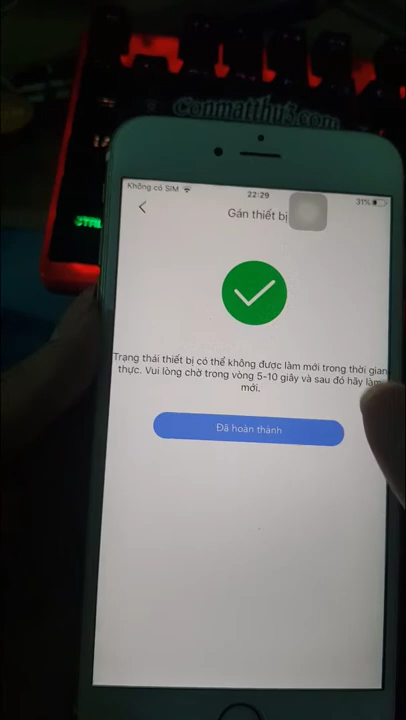 conmatthu3.com
CTRL
Không có SIM
22:29
31%
Gán thiết bị
Trạng thái thiết bị có thể không được làm mới trong thời gian
thực. Vui lòng chờ trong vòng 5-10 giây và sau đó hãy làm
mới.
Đã hoàn thành